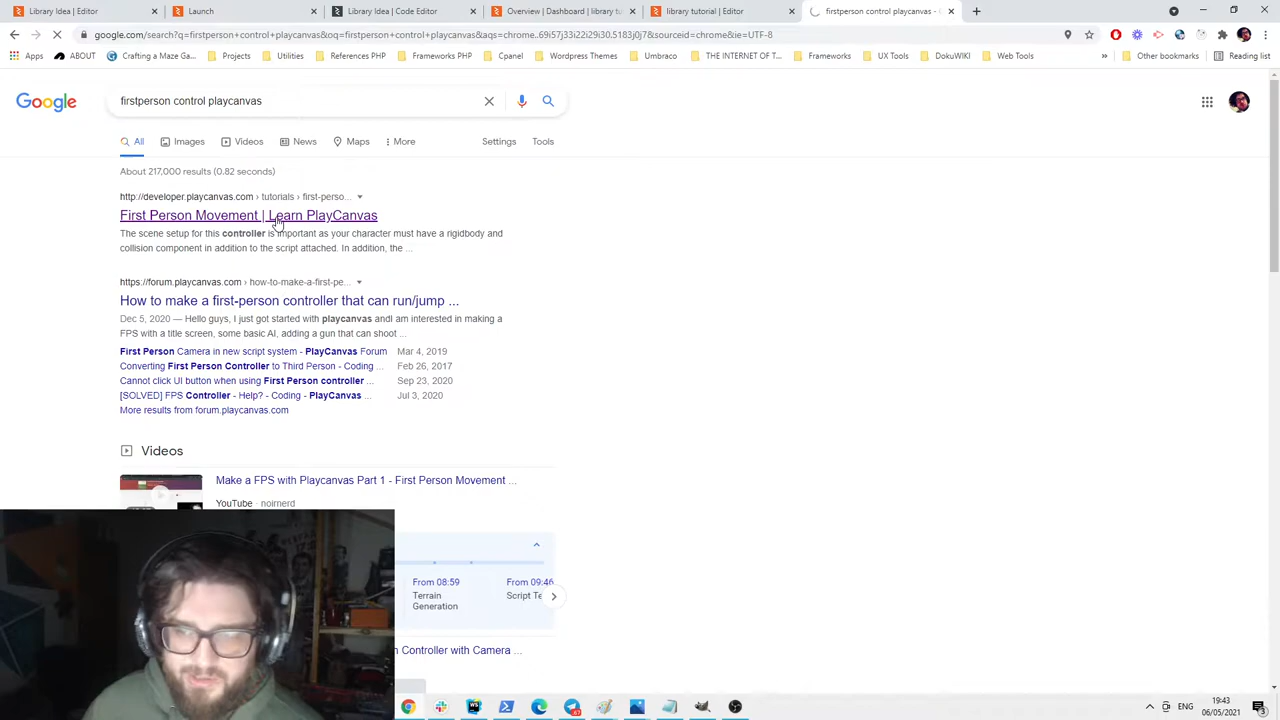 Library Idea | Editor
Launch
Library Idea | Code Editor
Overview | Dashboard | library tut
library tutorial | Editor
firstperson control playcanvas -
google.com/search?q=firstperson+control+playcanvas&oq=firstperson+control+playcanvas&aqs=chrome..69i57j33i22i29i30.5183j0j7&sourceid=chrome&ie=UTF-8
Apps
ABOUT
Crafting a Maze Ga...
Projects
Utilities
References PHP
Frameworks PHP
Cpanel
Wordpress Themes
Umbraco
THE INTERNET OF T...
Frameworks
UX Tools
DokuWIKI
Web Tools
Other bookmarks
Reading list
Google
firstperson control playcanvas
All
Images
Videos
News
Maps
More
Settings
Tools
About 217,000 results (0.82 seconds)
http://developer.playcanvas.com › tutorials › first-perso...
First Person Movement | Learn PlayCanvas
The scene setup for this controller is important as your character must have a rigidbody and
collision component in addition to the script attached. In addition, the ...
https://forum.playcanvas.com › how-to-make-a-first-pe...
How to make a first-person controller that can run/jump ...
Dec 5, 2020 — Hello guys, I just got started with playcanvas andI am interested in making a
FPS with a title screen, some basic AI, adding a gun that can shoot ...
First Person Camera in new script system - PlayCanvas Forum Mar 4, 2019
Converting First Person Controller to Third Person - Coding ... Feb 26, 2017
Cannot click UI button when using First Person controller ... Sep 23, 2020
[SOLVED] FPS Controller - Help? - Coding - PlayCanvas ... Jul 3, 2020
More results from forum.playcanvas.com
Videos
Make a FPS with Playcanvas Part 1 - First Person Movement ...
YouTube · noirnerd
From 08:59
Terrain
Generation
From 09:46
Script Te
Controller with Camera ...
ENG
19:43
06/05/2021